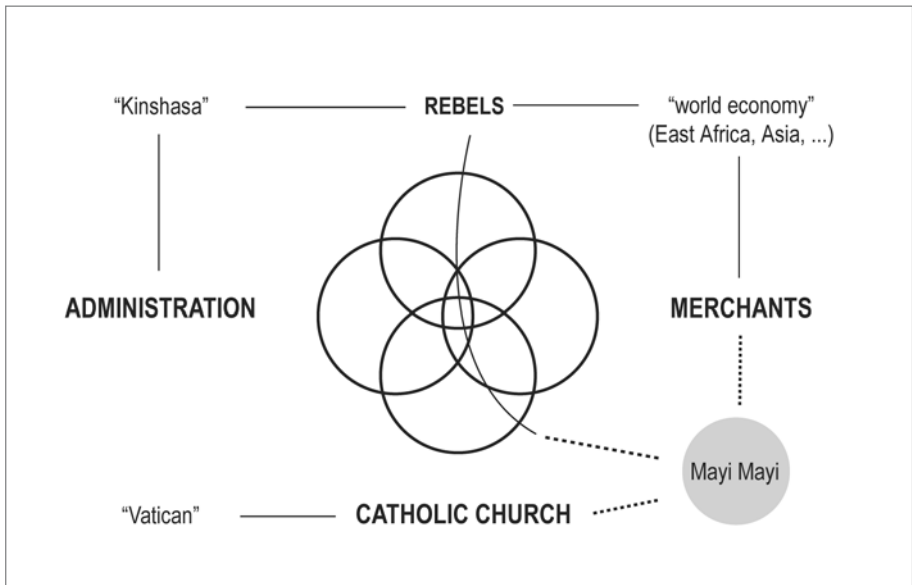 “Kinshasa”
REBELS
“world economy”
(East Africa, Asia, ...)
ADMINISTRATION
MERCHANTS
Mayi Mayi
“Vatican”
CATHOLIC CHURCH